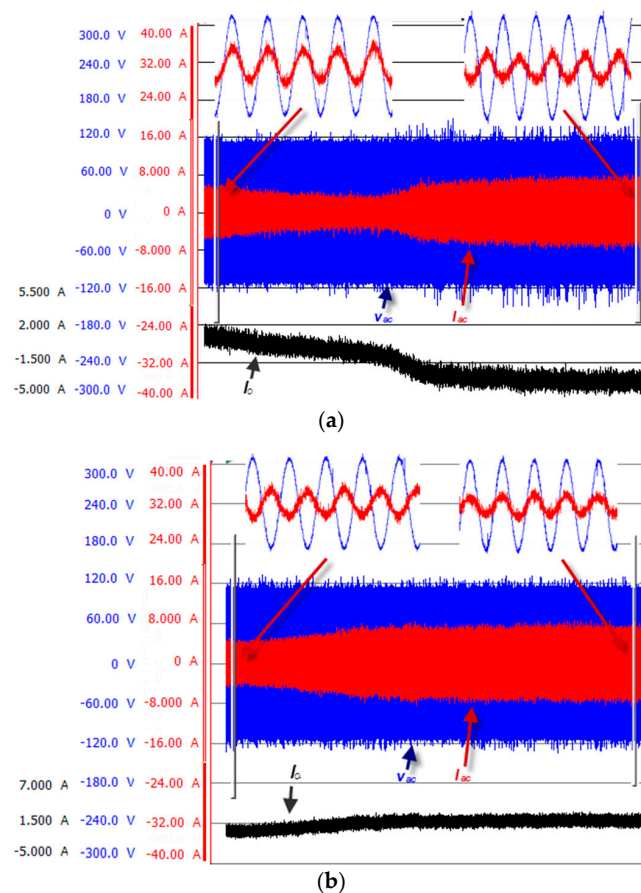 300.0 V 40.00 A
240.0 V 32.00 A
180.0 V 24.00 A
120.0 V 16.00 A
60.00 V 8.000 A
0 V 0 A
-60.00 V -8.000 A
5.500 A -120.0 V -16.00 A
2.000 A -180.0 V -24.00 A
-1.500 A -240.0 V -32.00 A
-5.000 A -300.0 V -40.00 A
vac Iac
(a)
300.0 V 40.00 A
240.0 V 32.00 A
180.0 V 24.00 A
120.0 V 16.00 A
60.00 V 8.000 A
0 V 0 A
-60.00 V -8.000 A
-120.0 V -16.00 A
vac Iac
7.000 A -180.0 V -24.00 A
1.500 A -240.0 V -32.00 A
-5.000 A -300.0 V -40.00 A
(b)